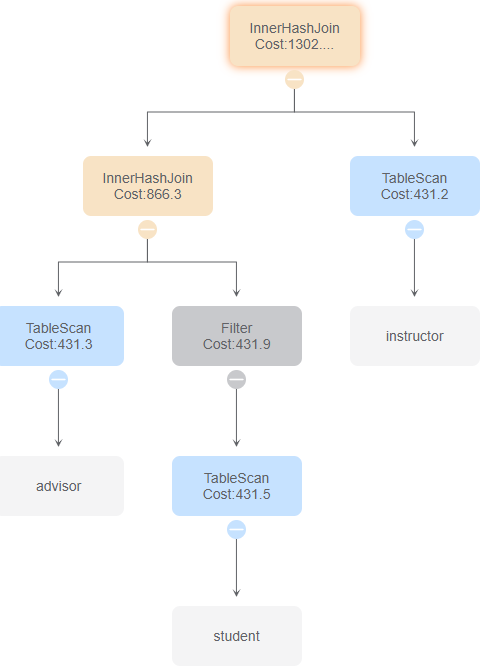 InnerHashJoin
Cost:1302....
InnerHashJoin
Cost:866.3
TableScan
Cost:431.2
TableScan
Cost:431.3
Filter
Cost:431.9
instructor
advisor
TableScan
Cost:431.5
student